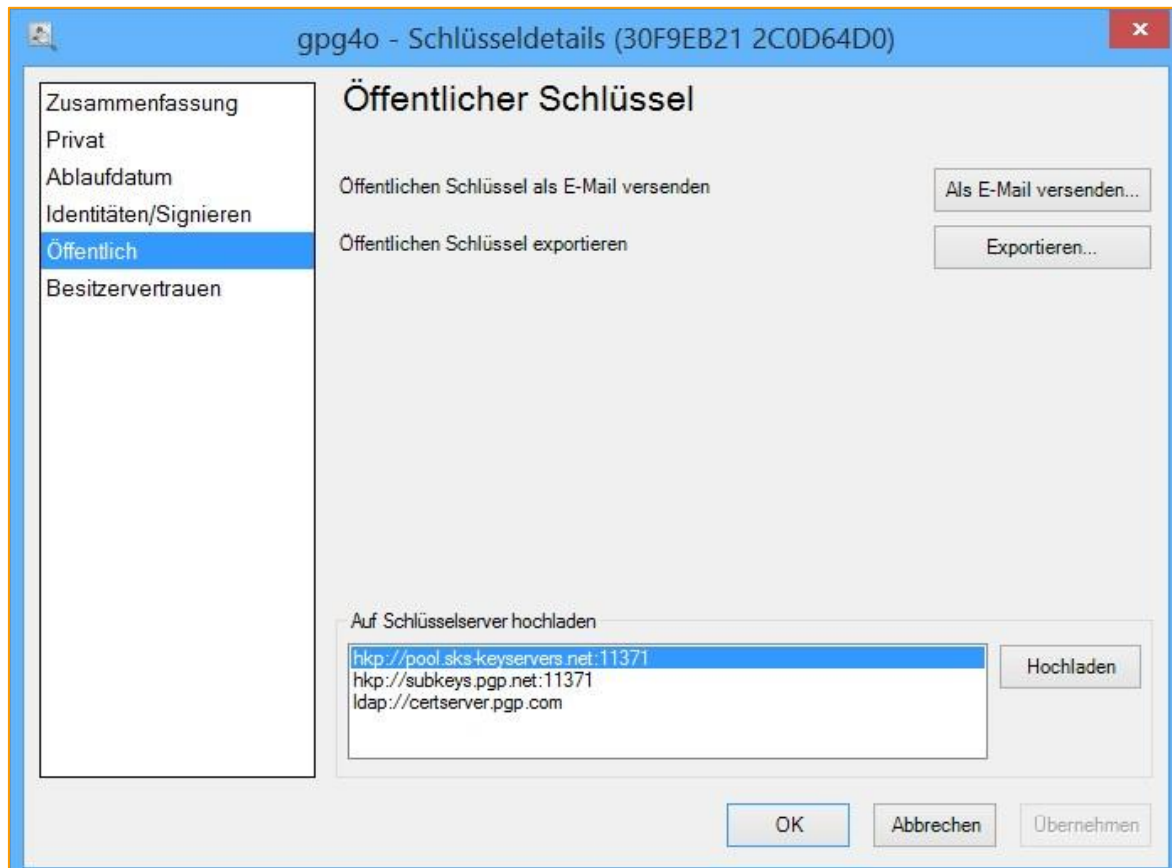 gpg4o - Schlüsseldetails (30F9EB21 2C0D64D0)
Zusammenfassung
Privat
Ablaufdatum
Identitäten/Signieren
Öffentlich
Besitzervertrauen
Öffentlicher Schlüssel
Öffentlichen Schlüssel als E-Mail versenden
Als E-Mail versenden...
Öffentlichen Schlüssel exportieren
Exportieren...
Auf Schlüsselserver hochladen
hkp://pool.sks-keyservers.net:11371
hkp://subkeys.pgp.net:11371
ldap://certserver.pgp.com
Hochladen
OK
Abbrechen
Übernehmen